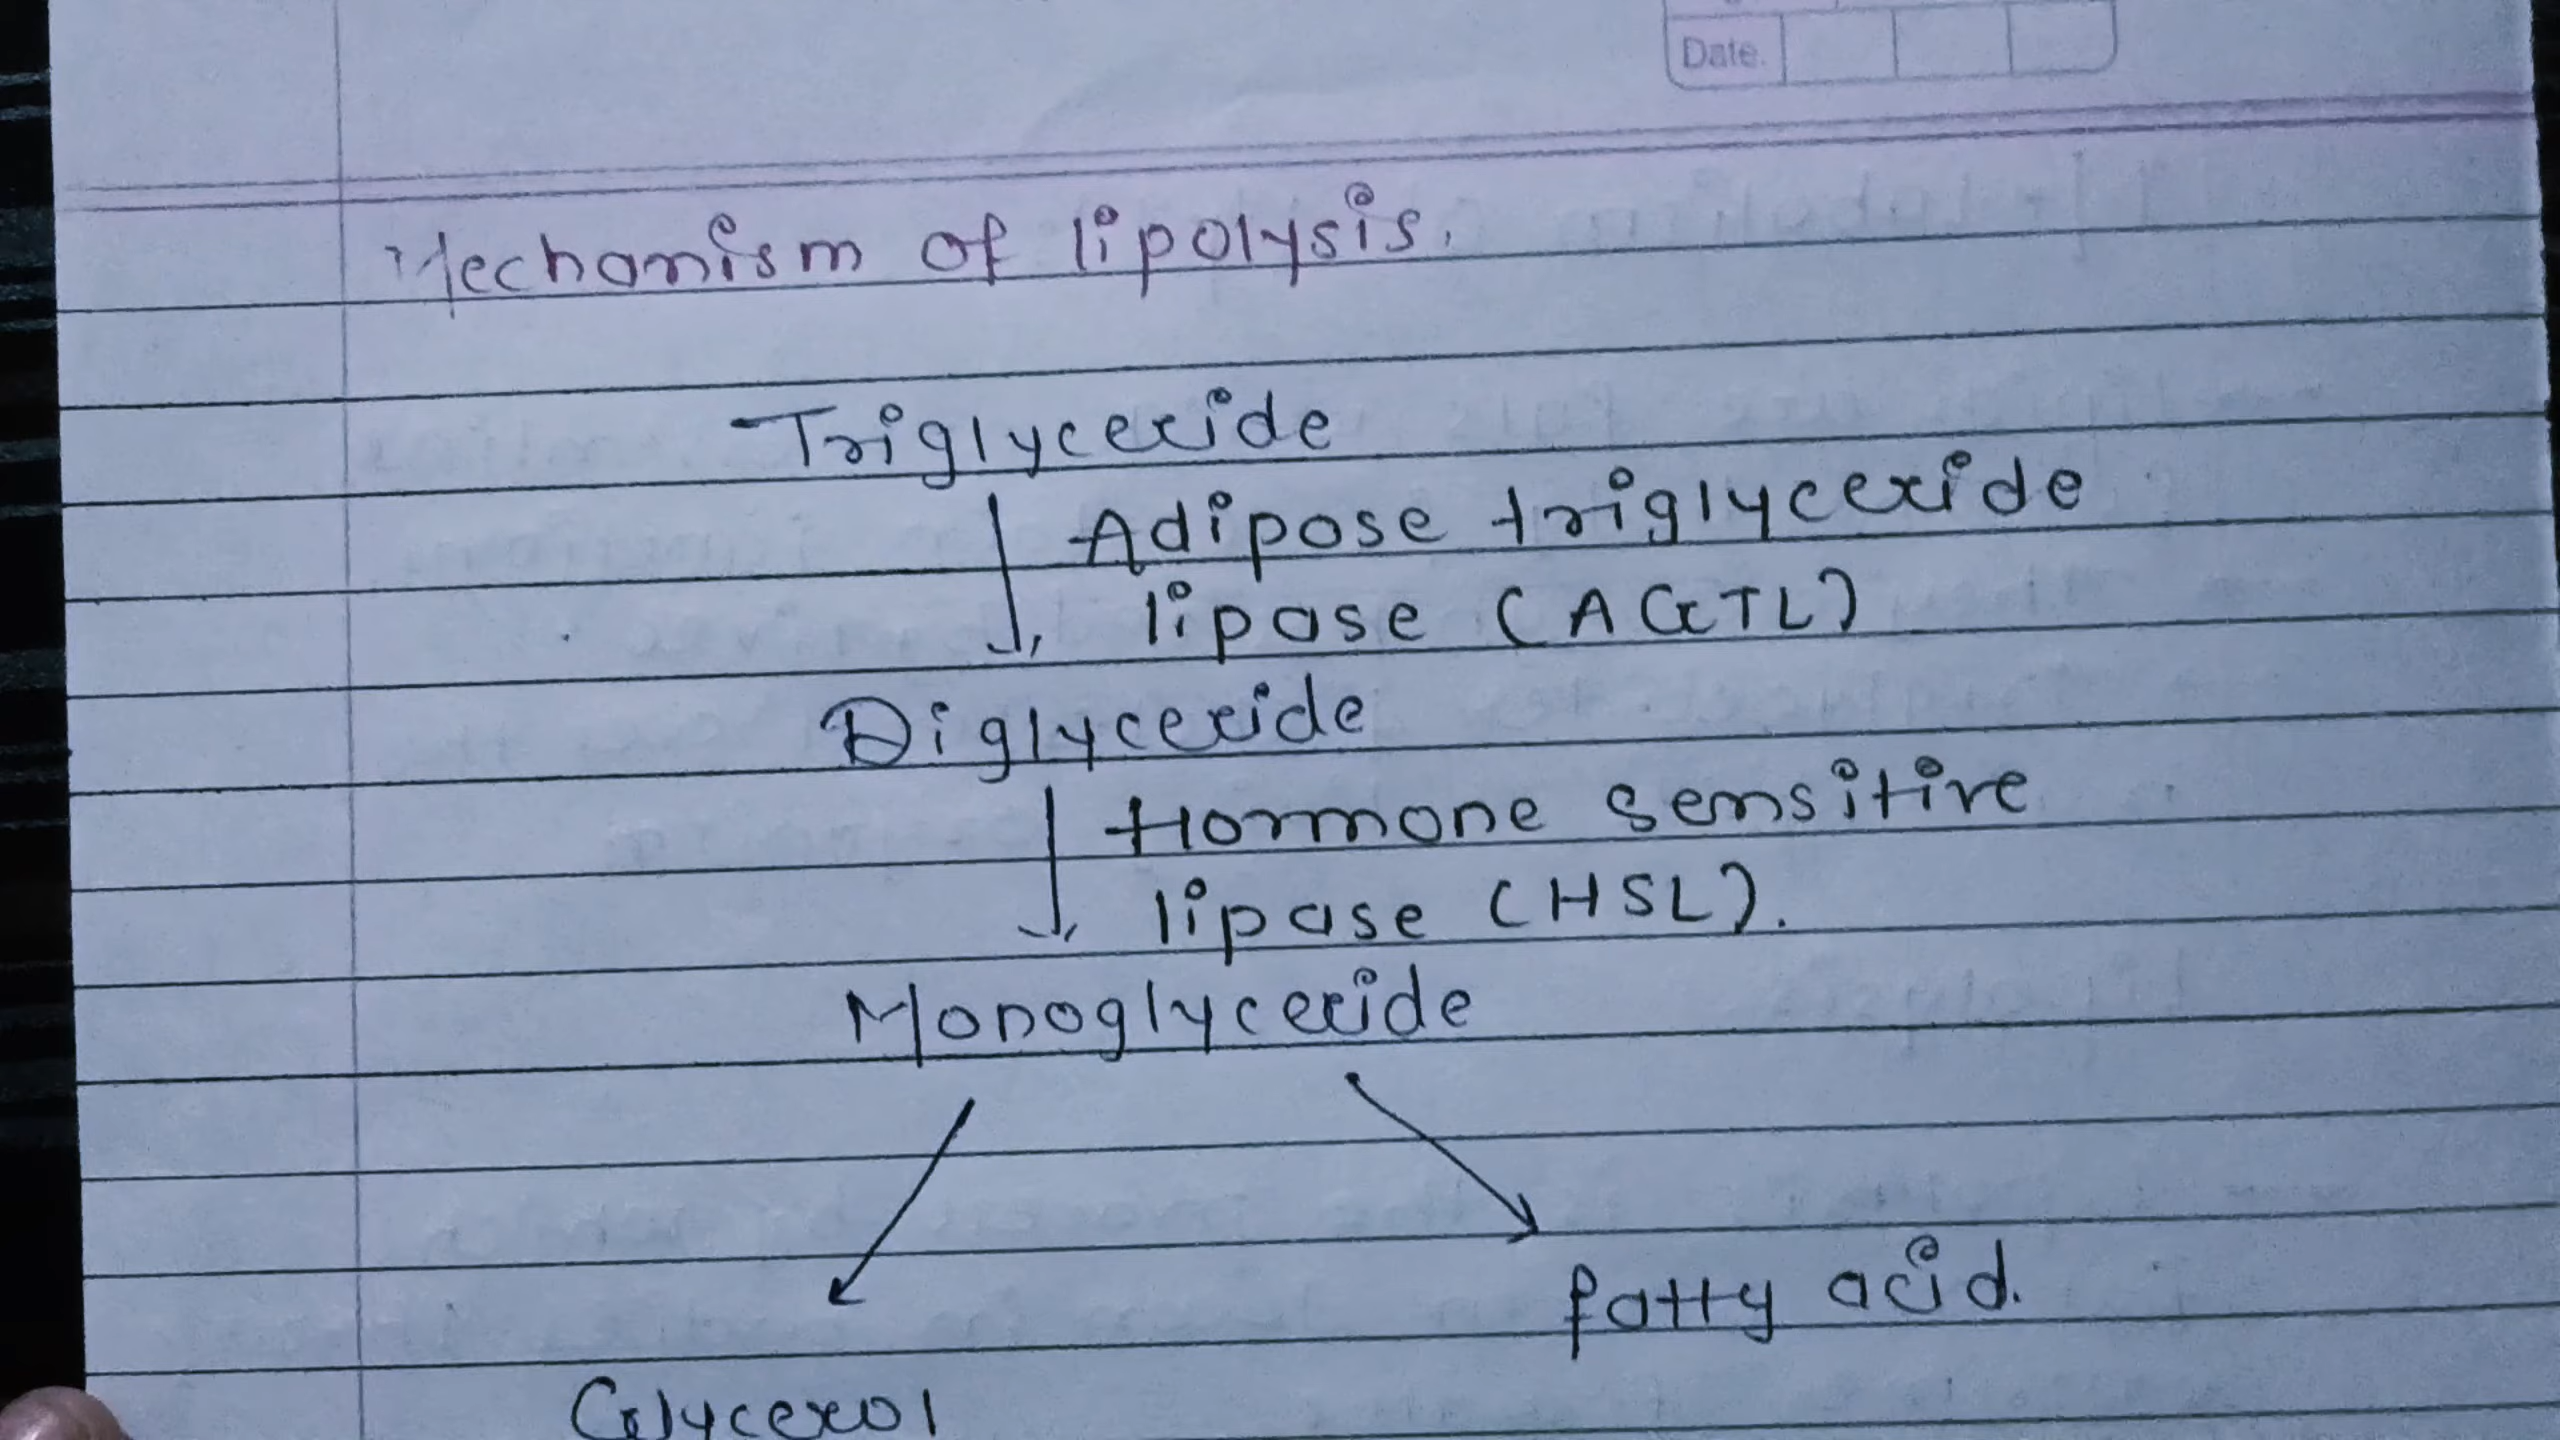 Date.
Mechanism of lipolysis.
Triglyceride
Adipose triglyceride
lipase (AGTL)
Diglyceride
Hormone sensitive
lipase (HSL).
Monoglyceride
fatty acid.
Glycerol